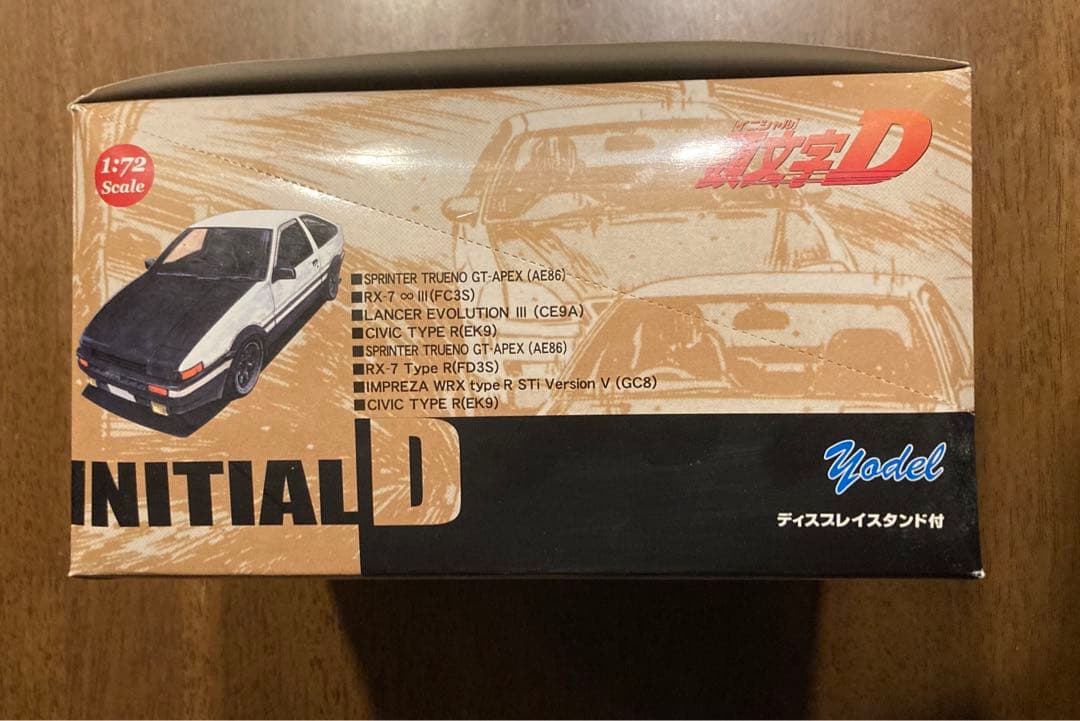 1:72
Scale
[イニシャル]
頭文字D
■SPRINTER TRUENO GT-APEX (AE86)
■RX-7 ∞ III(FC3S)
■LANCER EVOLUTION III (CE9A)
■CIVIC TYPE R(EK9)
■SPRINTER TRUENO GT-APEX (AE86)
■RX-7 Type R(FD3S)
■IMPREZA WRX type R STi Version V (GC8)
■CIVIC TYPE R(EK9)
INITIAL D
yodel
ディスプレイスタンド付